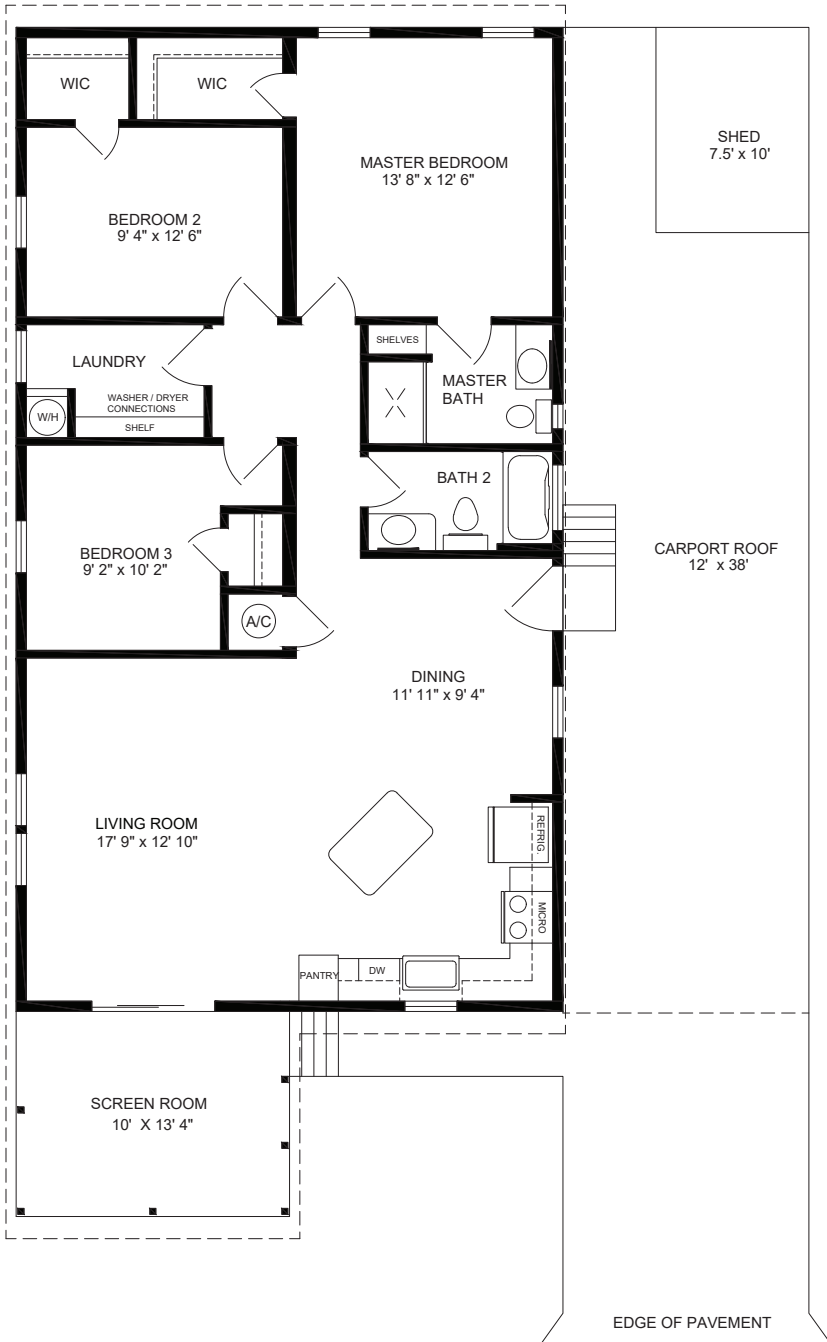 WIC
WIC
MASTER BEDROOM
13' 8" x 12' 6"
SHED
7.5' x 10'
BEDROOM 2
9' 4" x 12' 6"
LAUNDRY
WASHER / DRYER
CONNECTIONS
SHELF
W/H
SHELVES
MASTER
BATH
BATH 2
BEDROOM 3
9' 2" x 10' 2"
A/C
CARPORT ROOF
12' x 38'
DINING
11' 11" x 9' 4"
LIVING ROOM
17' 9" x 12' 10"
REFRIG.
MICRO
PANTRY
DW
SCREEN ROOM
10' X 13' 4"
EDGE OF PAVEMENT